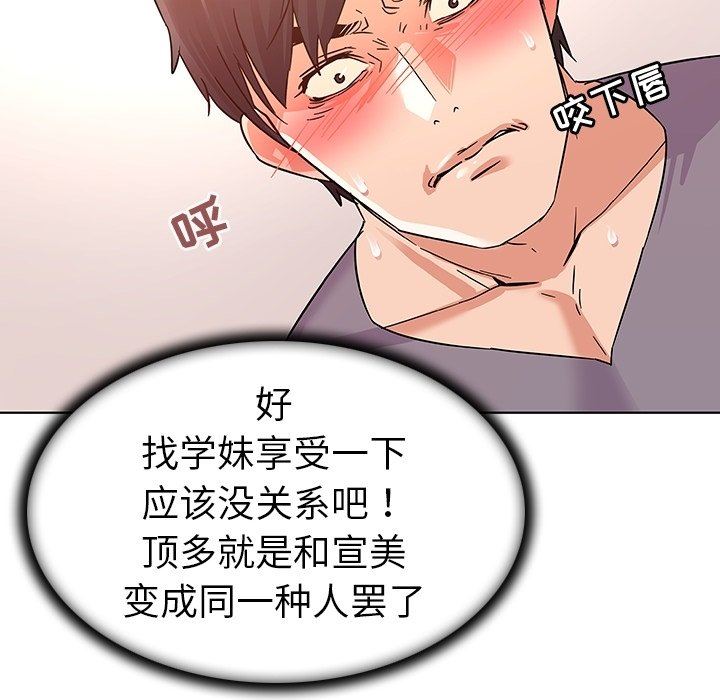 咬下唇
呼
好
找学妹享受一下
应该没关系吧！
顶多就是和宣美
变成同一种人罢了